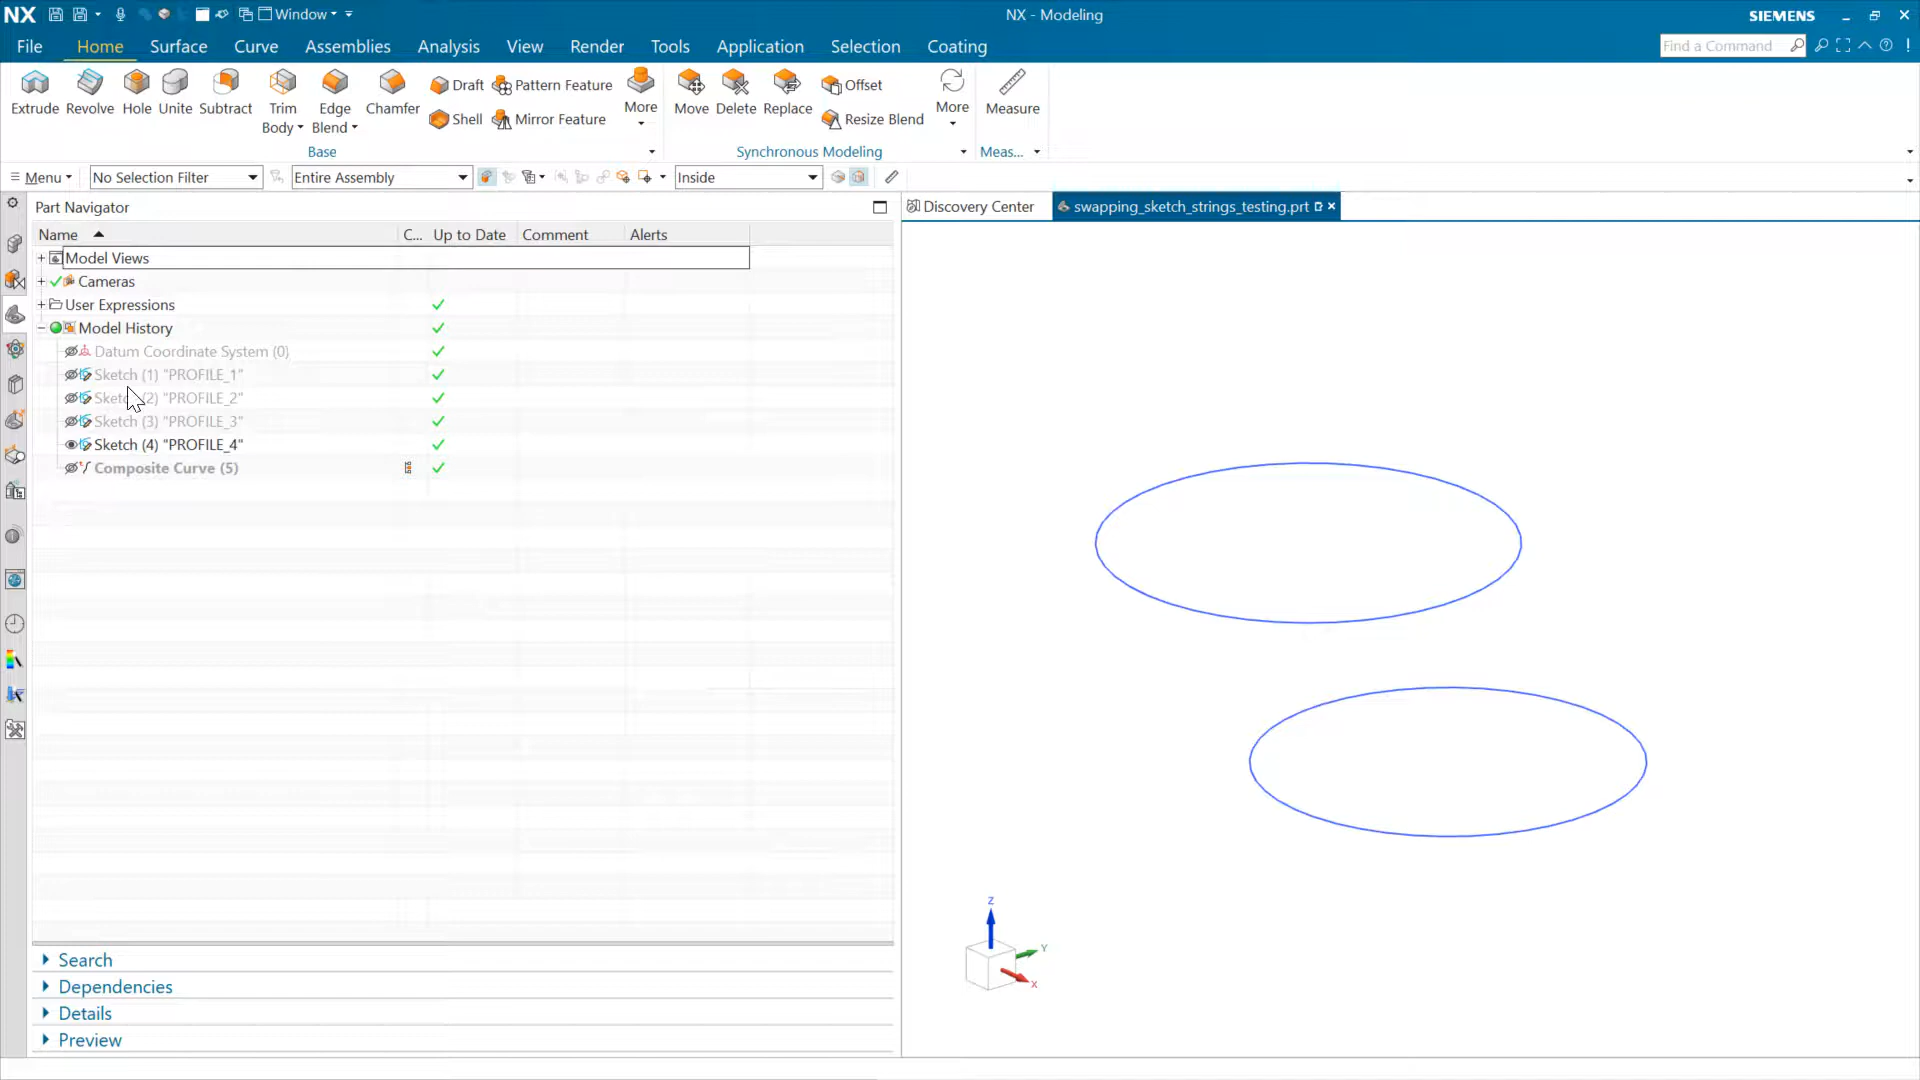 NX Window NX - Modeling SIEMENS
File Home Surface Curve Assemblies Analysis View Render Tools Application Selection Coating Find a Command
Extrude Revolve Hole Unite Subtract Trim Body Edge Blend Chamfer Draft Pattern Feature More Move Delete Replace Offset More Measure
Shell Mirror Feature Resize Blend
Base Synchronous Modeling Meas...
Menu No Selection Filter Entire Assembly Inside
Part Navigator Discovery Center swapping_sketch_strings_testing.prt
Name C... Up to Date Comment Alerts
Model Views
Cameras
User Expressions
Model History
Datum Coordinate System (0)
Sketch (1) "PROFILE_1"
Sketch (2) "PROFILE_2"
Sketch (3) "PROFILE_3"
Sketch (4) "PROFILE_4"
Composite Curve (5)
Z
Y
X
Search
Dependencies
Details
Preview